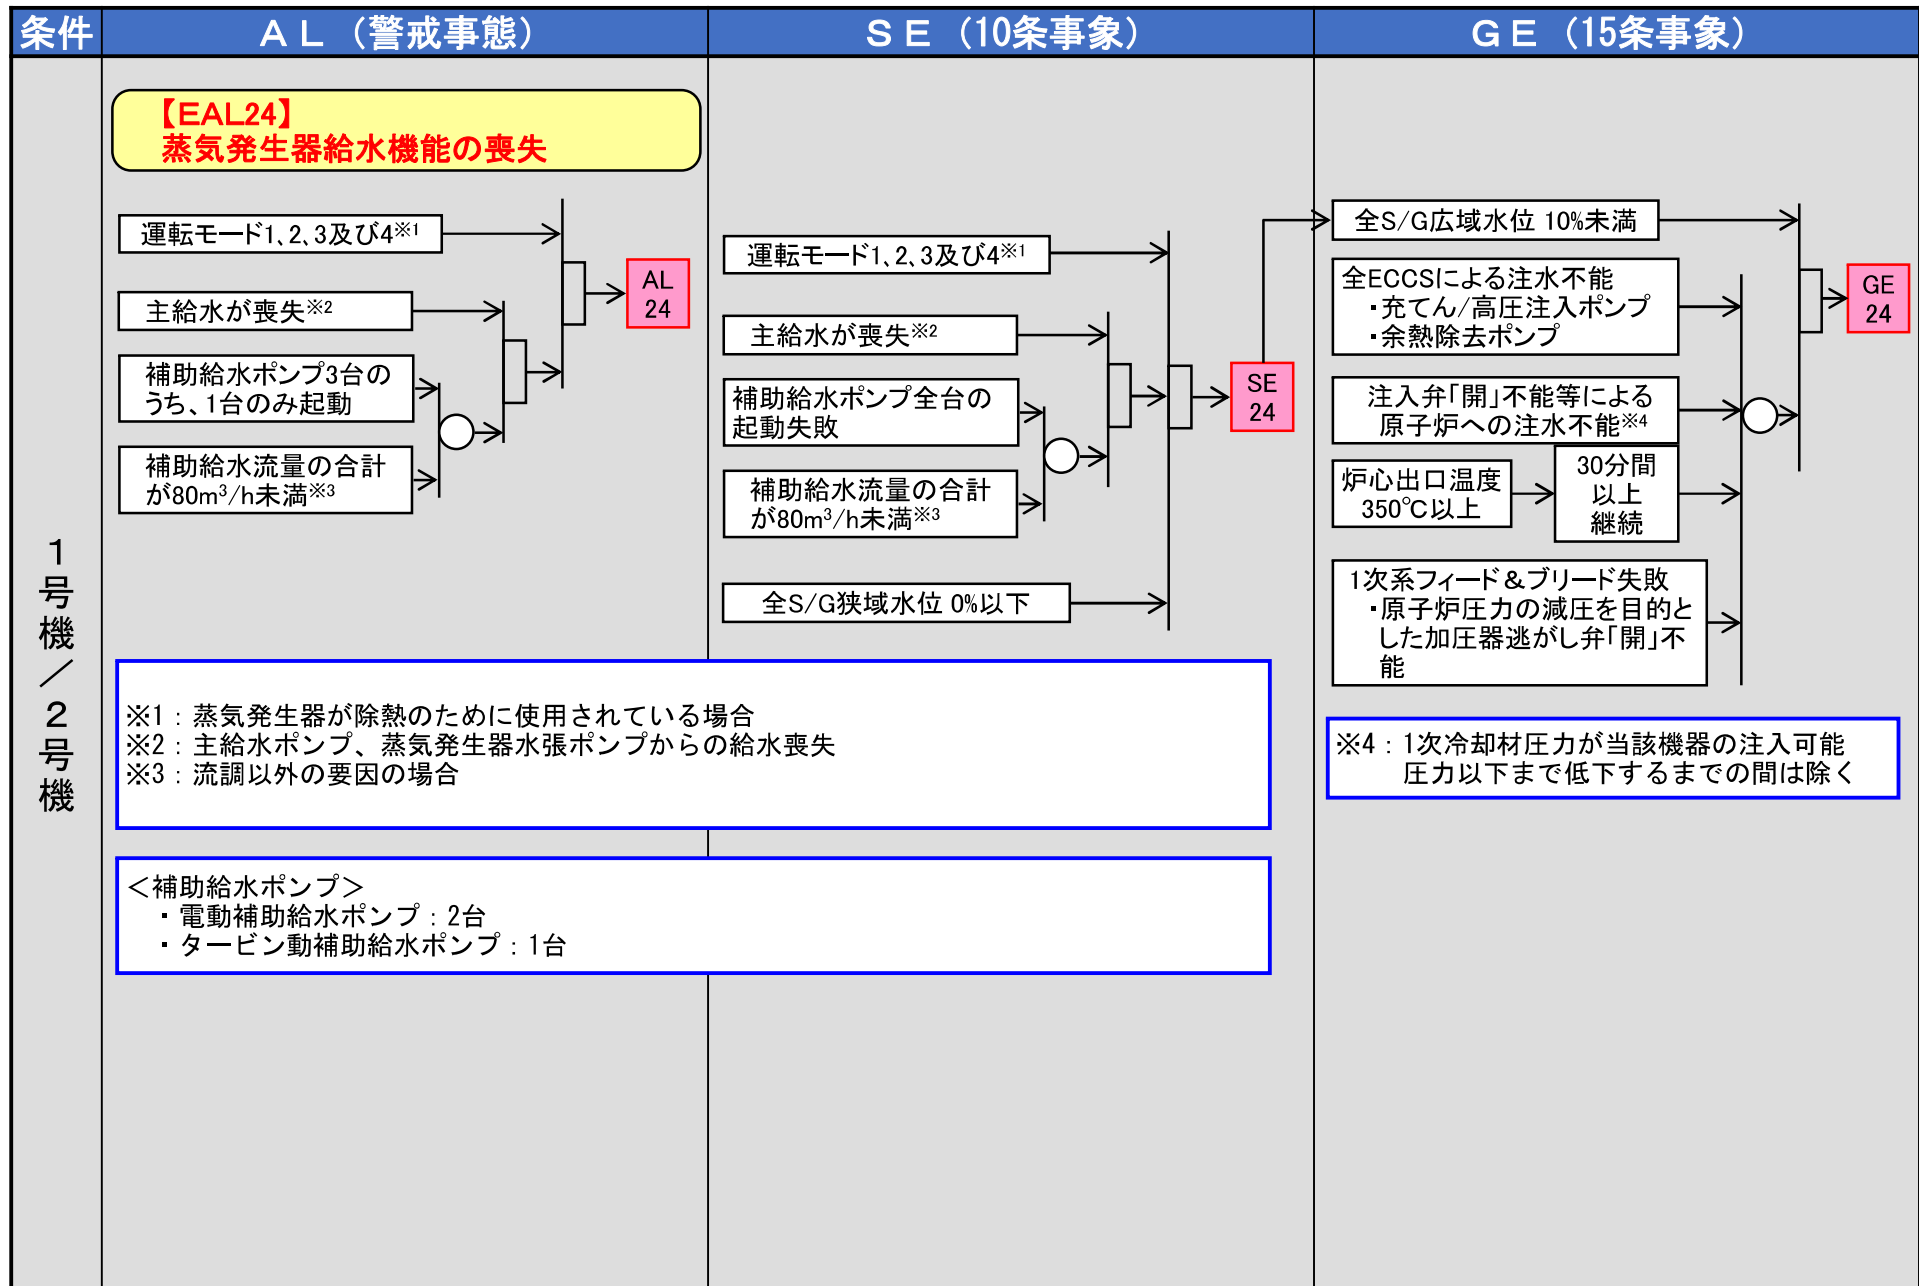 条件
ＡＬ（警戒事態）
ＳＥ（10条事象）
ＧＥ（15条事象）
1号機／2号機
【EAL24】
蒸気発生器給水機能の喪失
運転モード1、2、3及び4※1
主給水が喪失※2
補助給水ポンプ3台の
うち、1台のみ起動
補助給水流量の合計
が80m³/h未満※3
AL
24
運転モード1、2、3及び4※1
主給水が喪失※2
補助給水ポンプ全台の
起動失敗
補助給水流量の合計
が80m³/h未満※3
全S/G狭域水位 0%以下
SE
24
全S/G広域水位 10%未満
全ECCSによる注水不能
・充てん/高圧注入ポンプ
・余熱除去ポンプ
注入弁「開」不能等による
原子炉への注水不能※4
炉心出口温度
350℃以上
30分間
以上
継続
1次系フィード＆ブリード失敗
・原子炉圧力の減圧を目的と
した加圧器逃がし弁「開」不
能
GE
24
※1：蒸気発生器が除熱のために使用されている場合
※2：主給水ポンプ、蒸気発生器水張ポンプからの給水喪失
※3：流調以外の要因の場合
※4：1次冷却材圧力が当該機器の注入可能
圧力以下まで低下するまでの間は除く
＜補助給水ポンプ＞
・電動補助給水ポンプ：2台
・タービン動補助給水ポンプ：1台